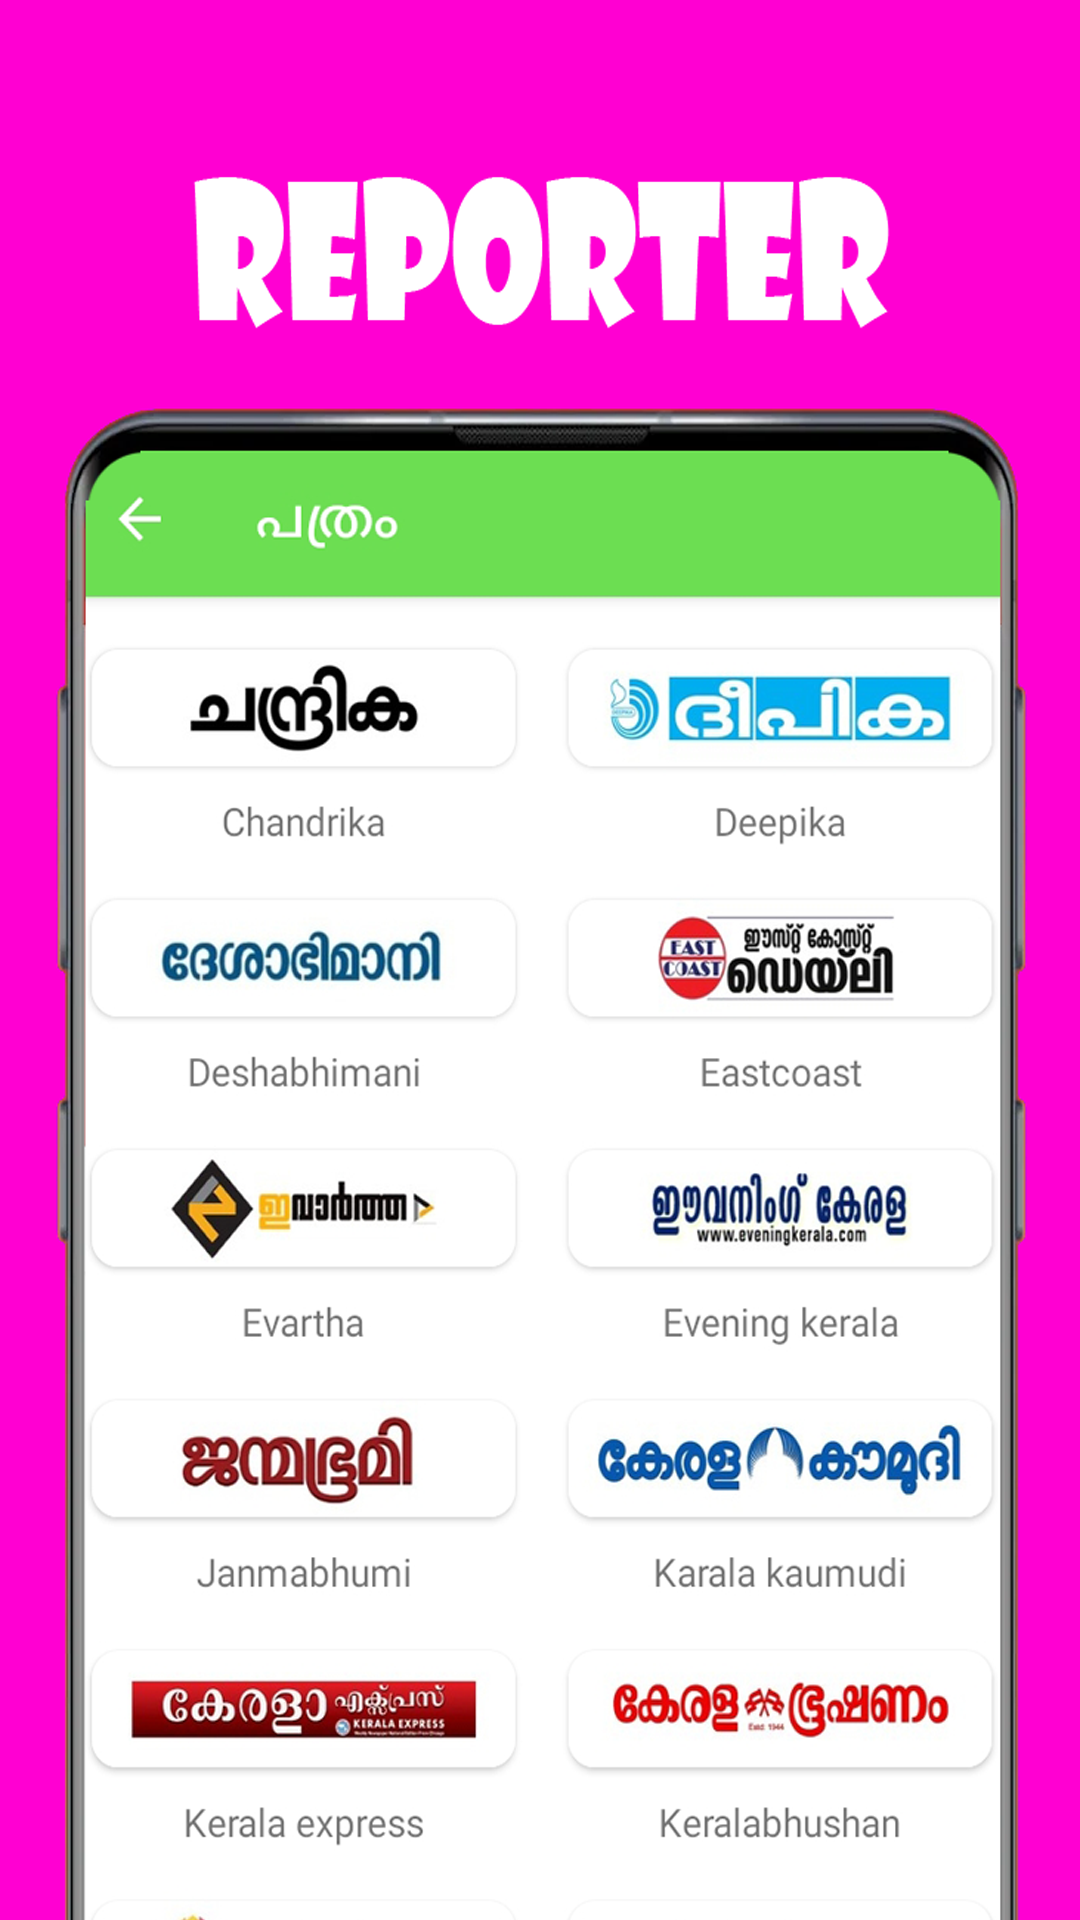 REPORTER
പത്രം
ചന്ദ്രിക
ദീപിക
Chandrika
Deepika
ദേശാഭിമാനി
EAST COAST
ഈസ്റ്റ് കോസ്റ്റ്
ഡെയ്‌ലി
Deshabhimani
Eastcoast
ഇവാർത്ത
ഈവനിംഗ് കേരള
www.eveningkerala.com
Evartha
Evening kerala
ജന്മഭൂമി
കേരള കൗമുദി
Janmabhumi
Karala kaumudi
കേരളാ എക്സ്പ്രസ്
KERALA EXPRESS
കേരള ഭൂഷണം
Estd. 1944
Kerala express
Keralabhushan